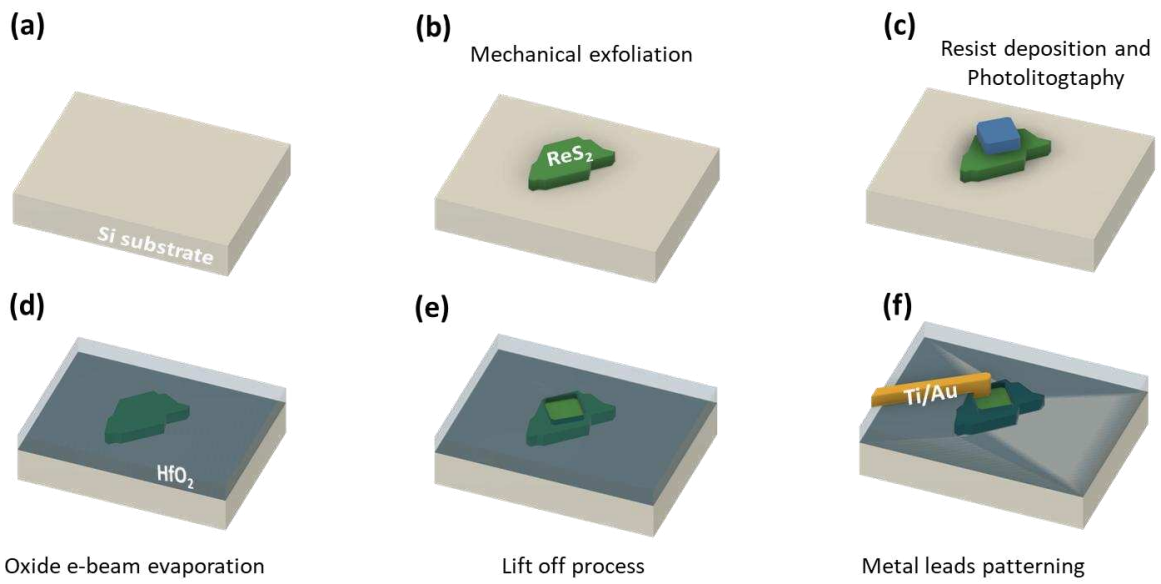 (a)
(b)
Mechanical exfoliation
(c)
Resist deposition and
Photolitogtaphy
Si substrate
ReS₂
(d)
HfO₂
Oxide e-beam evaporation
(e)
Lift off process
(f)
Ti/Au
Metal leads patterning